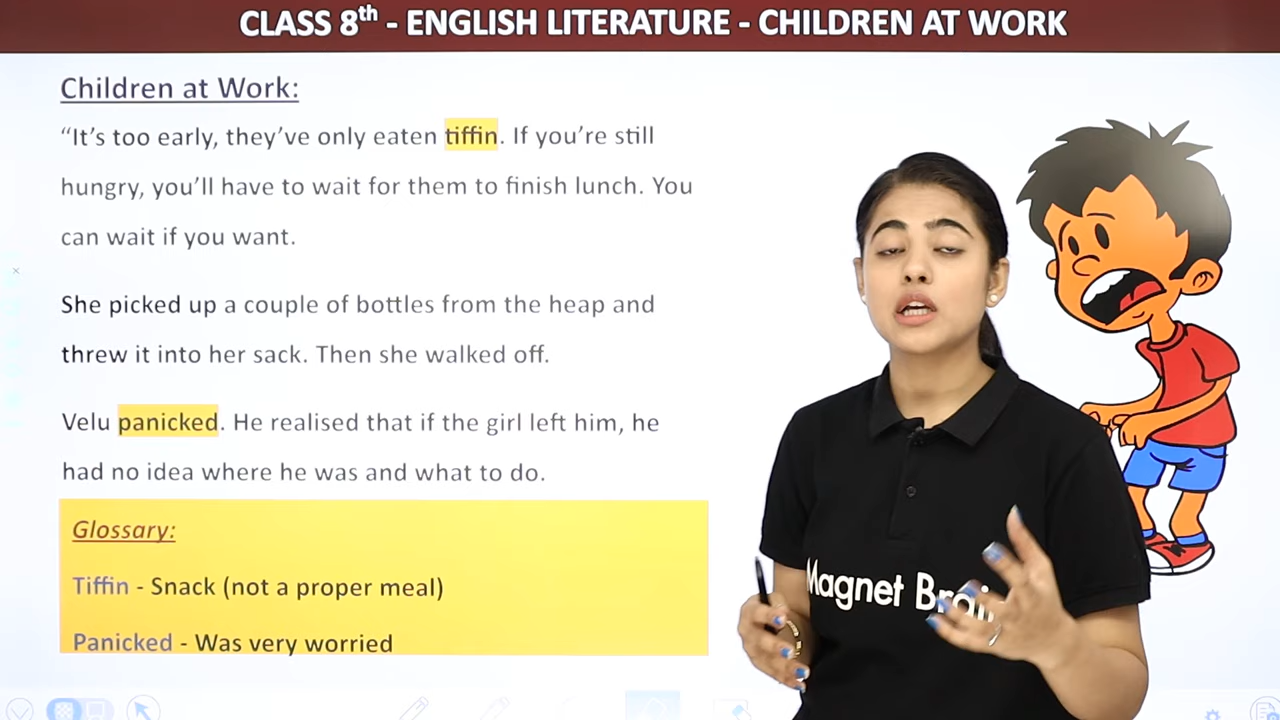 CLASS 8th - ENGLISH LITERATURE - CHILDREN AT WORK
Children at Work:
“It’s too early, they’ve only eaten tiffin. If you’re still
hungry, you’ll have to wait for them to finish lunch. You
can wait if you want.
She picked up a couple of bottles from the heap and
threw it into her sack. Then she walked off.
Velu panicked. He realised that if the girl left him, he
had no idea where he was and what to do.
Glossary:
Tiffin - Snack (not a proper meal)
Panicked - Was very worried
Magnet Brai